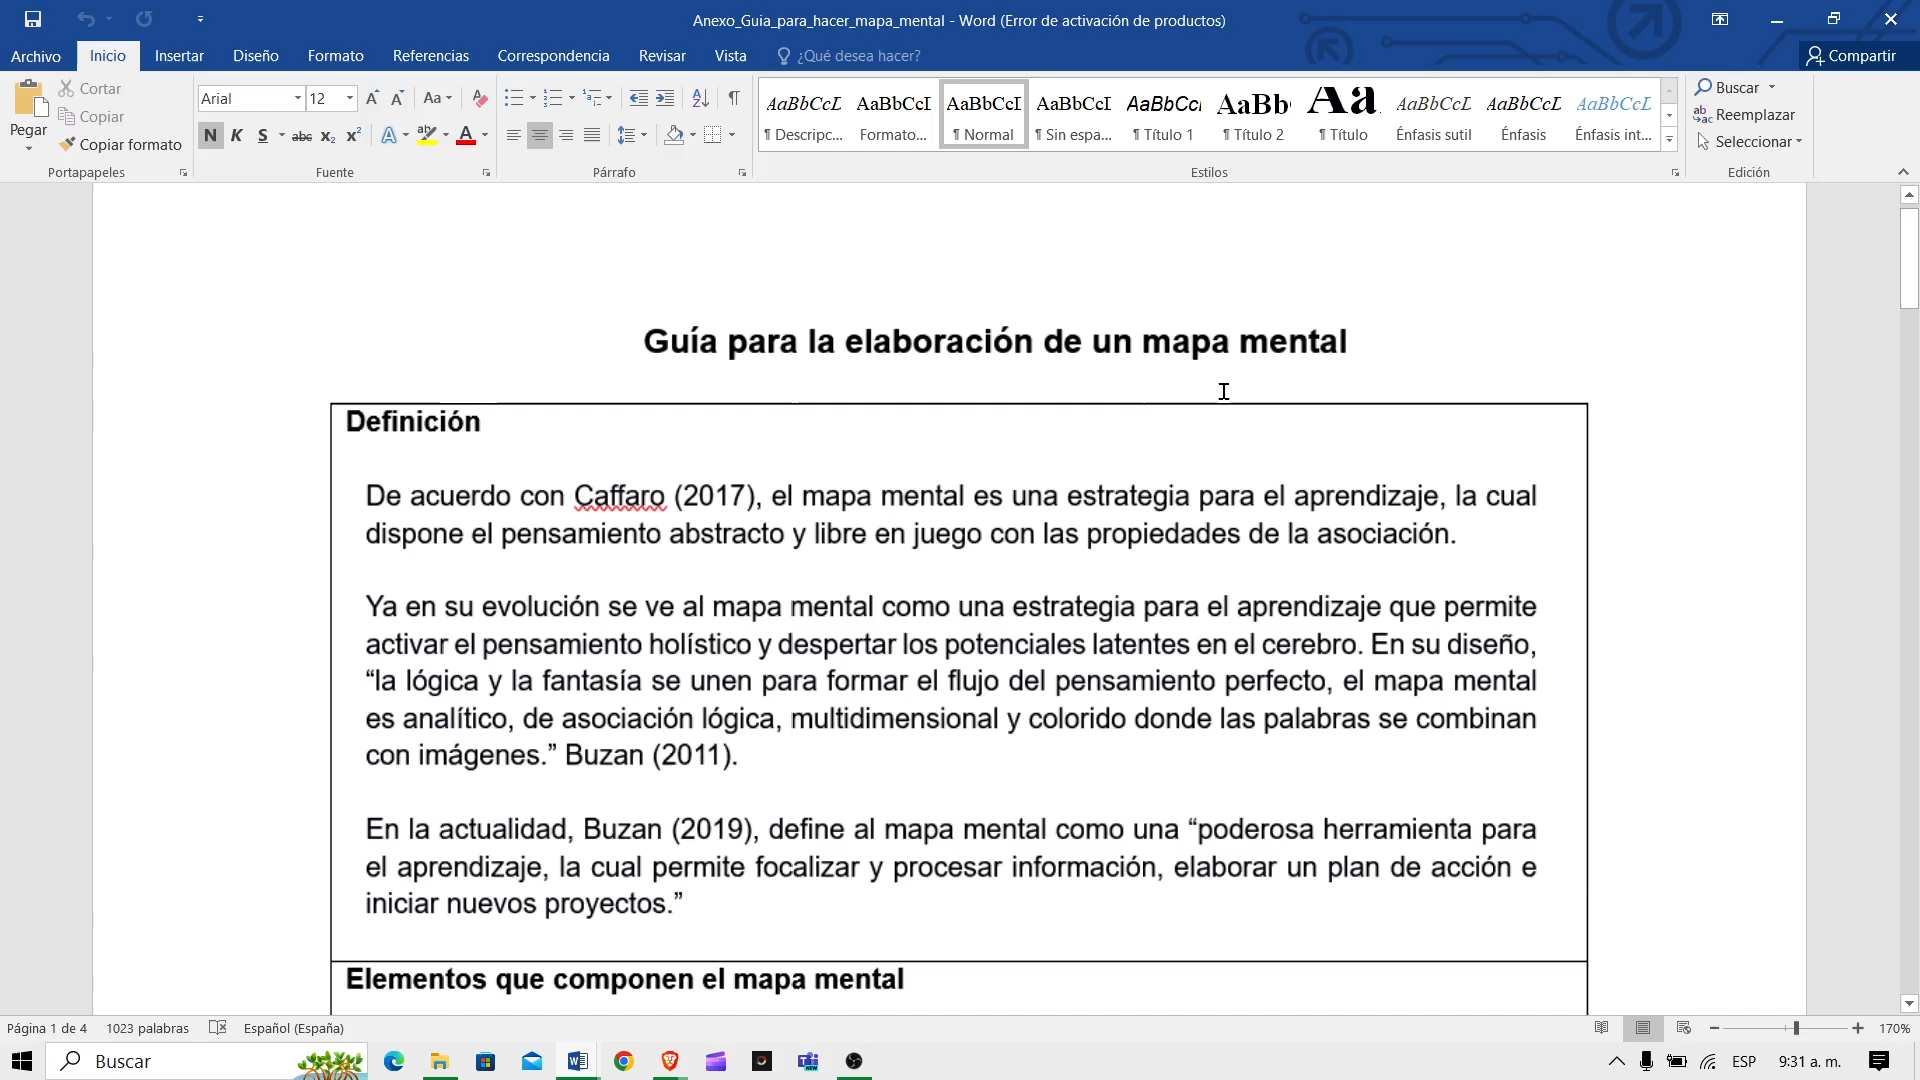 Anexo_Guia_para_hacer_mapa_mental - Word (Error de activación de productos)
Archivo Inicio Insertar Diseño Formato Referencias Correspondencia Revisar Vista ¿Qué desea hacer? Compartir
Pegar
Cortar
Copiar
Copiar formato
Portapapeles
Arial 12 Aa
N K S abc x₂ x² A ab A
Fuente
Párrafo
AaBbCcL AaBbCcI AaBbCcI AaBbCcI AaBbCc AaBb Aa AaBbCcL AaBbCcL AaBbCcL
¶ Descripc... Formato... ¶ Normal ¶ Sin espa... ¶ Título 1 ¶ Título 2 ¶ Título Énfasis sutil Énfasis Énfasis int...
Estilos
Buscar
Reemplazar
Seleccionar
Edición
Guía para la elaboración de un mapa mental
Definición
De acuerdo con Caffaro (2017), el mapa mental es una estrategia para el aprendizaje, la cual
dispone el pensamiento abstracto y libre en juego con las propiedades de la asociación.
Ya en su evolución se ve al mapa mental como una estrategia para el aprendizaje que permite
activar el pensamiento holístico y despertar los potenciales latentes en el cerebro. En su diseño,
“la lógica y la fantasía se unen para formar el flujo del pensamiento perfecto, el mapa mental
es analítico, de asociación lógica, multidimensional y colorido donde las palabras se combinan
con imágenes.” Buzan (2011).
En la actualidad, Buzan (2019), define al mapa mental como una “poderosa herramienta para
el aprendizaje, la cual permite focalizar y procesar información, elaborar un plan de acción e
iniciar nuevos proyectos.”
Elementos que componen el mapa mental
Página 1 de 4 1023 palabras Español (España) 170%
Buscar
ESP 9:31 a. m.